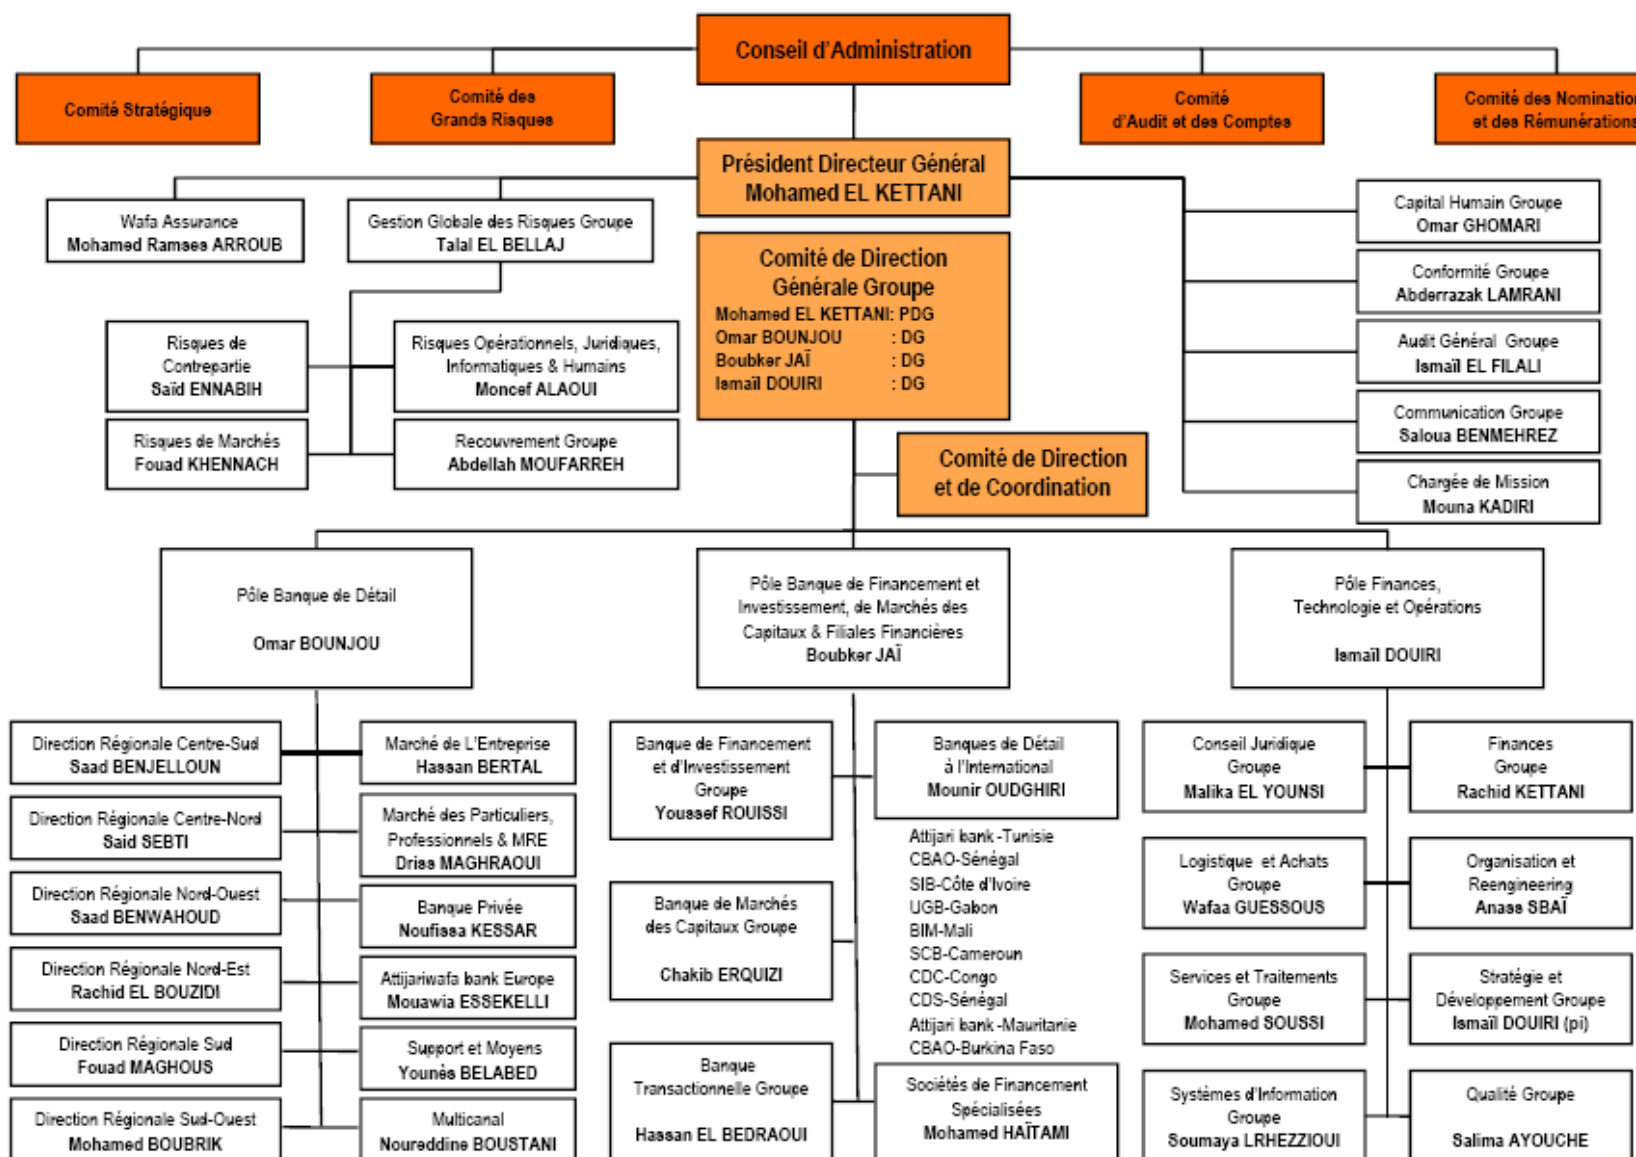 Conseil d'Administration
Comité Stratégique
Comité des
Grands Risques
Comité
d'Audit et des Comptes
Comité des Nomination
et des Rémunérations
Président Directeur Général
Mohamed EL KETTANI
Wafa Assurance
Mohamed Ramses ARROUB
Gestion Globale des Risques Groupe
Talal EL BELLAJ
Capital Humain Groupe
Omar GHOMARI
Comité de Direction
Générale Groupe
Mohamed EL KETTANI: PDG
Omar BOUNJOU : DG
Boubker JAÏ : DG
Ismaïl DOUIRI : DG
Conformité Groupe
Abderrazak LAMRANI
Risques de
Contrepartie
Saïd ENNABIH
Risques Opérationnels, Juridiques,
Informatiques & Humains
Moncef ALAOUI
Audit Général Groupe
Ismaïl EL FILALI
Risques de Marchés
Fouad KHENNACH
Recouvrement Groupe
Abdellah MOUFARREH
Communication Groupe
Saloua BENMEHREZ
Comité de Direction
et de Coordination
Chargée de Mission
Mouna KADIRI
Pôle Banque de Détail
Omar BOUNJOU
Pôle Banque de Financement et
Investissement, de Marchés des
Capitaux & Filiales Financières
Boubker JAÏ
Pôle Finances,
Technologie et Opérations
Ismaïl DOUIRI
Direction Régionale Centre-Sud
Saad BENJELLOUN
Marché de L'Entreprise
Hassan BERTAL
Direction Régionale Centre-Nord
Said SEBTI
Marché des Particuliers,
Professionnels & MRE
Driss MAGHRAOUI
Direction Régionale Nord-Ouest
Saad BENWAHOUD
Banque Privée
Noufissa KESSAR
Direction Régionale Nord-Est
Rachid EL BOUZIDI
Attijariwafa bank Europe
Mouawia ESSEKELLI
Direction Régionale Sud
Fouad MAGHOUS
Support et Moyens
Younès BELABED
Direction Régionale Sud-Ouest
Mohamed BOUBRIK
Multicanal
Noureddine BOUSTANI
Banque de Financement
et d'Investissement
Groupe
Youssef ROUISSI
Banques de Détail
à l'International
Mounir OUDGHIRI
Attijari bank -Tunisie
CBAO-Sénégal
SIB-Côte d'Ivoire
UGB-Gabon
BIM-Mali
SCB-Cameroun
CDC-Congo
CDS-Sénégal
Attijari bank -Mauritanie
CBAO-Burkina Faso
Banque de Marchés
des Capitaux Groupe
Chakib ERQUIZI
Banque
Transactionnelle Groupe
Hassan EL BEDRAOUI
Sociétés de Financement
Spécialisées
Mohamed HAÏTAMI
Conseil Juridique
Groupe
Malika EL YOUNSI
Finances
Groupe
Rachid KETTANI
Logistique et Achats
Groupe
Wafaa GUESSOUS
Organisation et
Reengineering
Anass SBAÏ
Services et Traitements
Groupe
Mohamed SOUSSI
Stratégie et
Développement Groupe
Ismaïl DOUIRI (pi)
Systèmes d'Information
Groupe
Soumaya LRHEZZIOUI
Qualité Groupe
Salima AYOUCHE